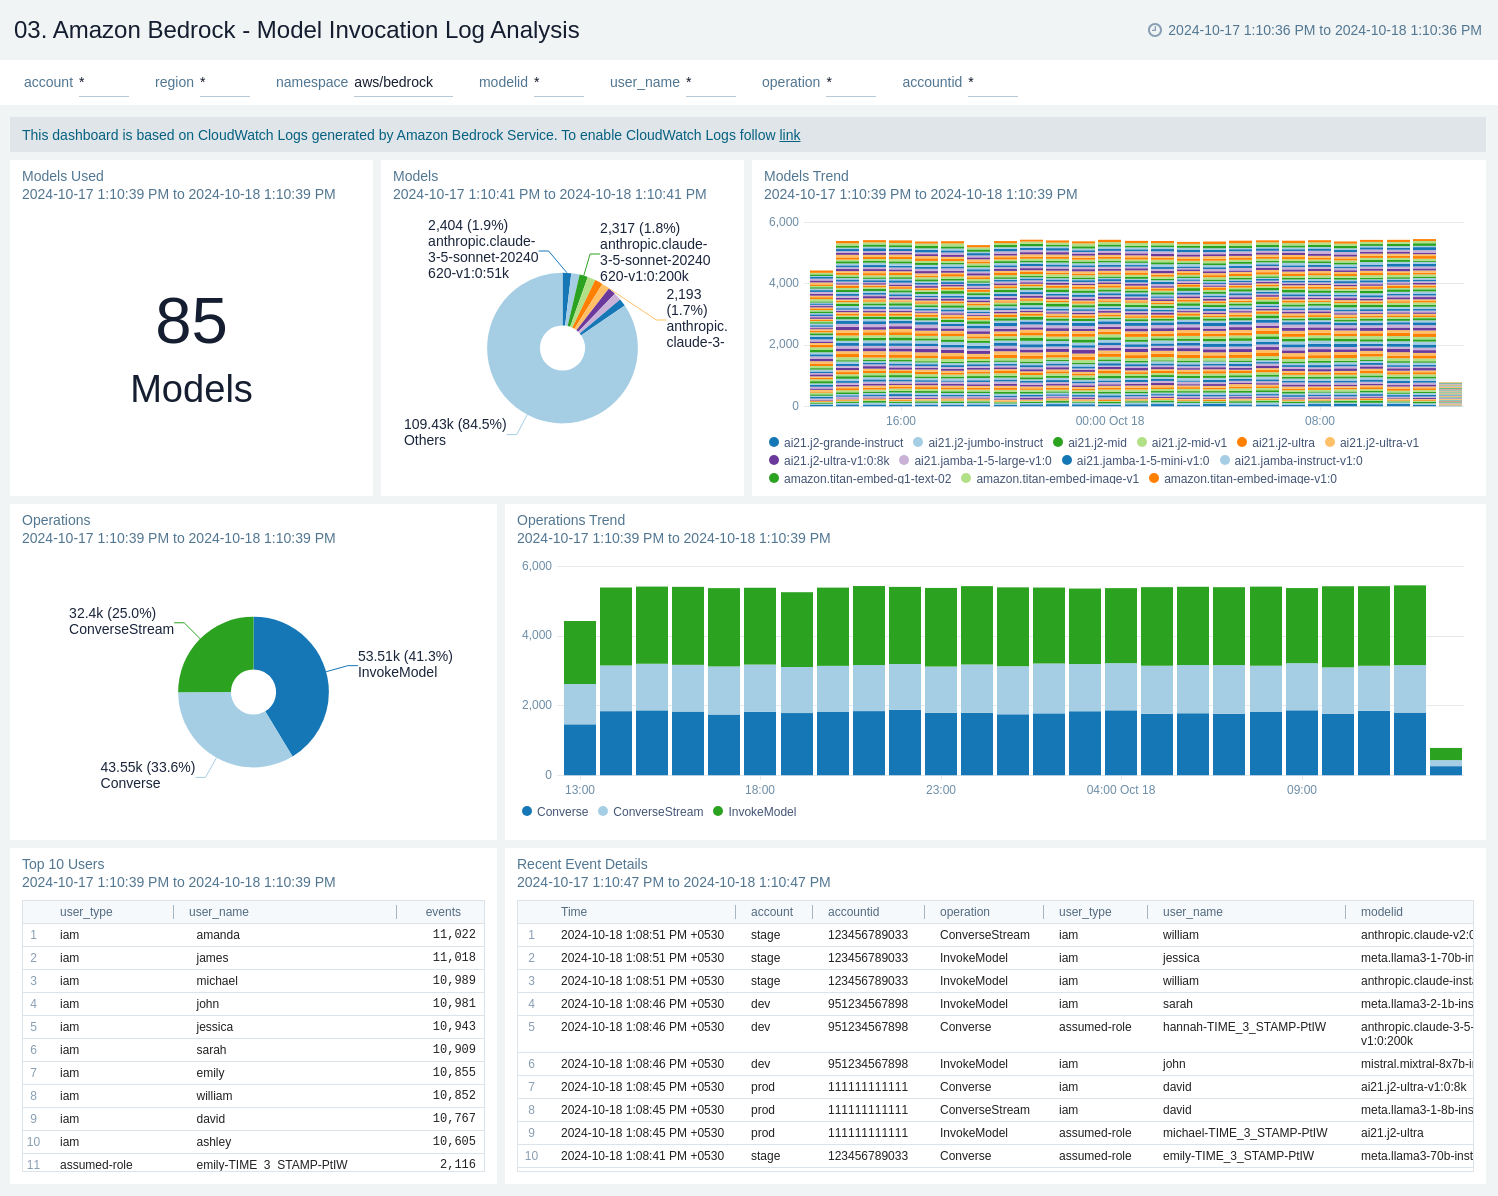 03. Amazon Bedrock - Model Invocation Log Analysis
2024-10-17 1:10:36 PM to 2024-10-18 1:10:36 PM
account * region * namespace aws/bedrock modelid * user_name * operation * accountid *
This dashboard is based on CloudWatch Logs generated by Amazon Bedrock Service. To enable CloudWatch Logs follow link
Models Used
2024-10-17 1:10:39 PM to 2024-10-18 1:10:39 PM
85
Models
Models
2024-10-17 1:10:41 PM to 2024-10-18 1:10:41 PM
2,404 (1.9%)
anthropic.claude-
3-5-sonnet-20240
620-v1:0:51k
2,317 (1.8%)
anthropic.claude-
3-5-sonnet-20240
620-v1:0:200k
2,193
(1.7%)
anthropic.
claude-3-
109.43k (84.5%)
Others
Models Trend
2024-10-17 1:10:39 PM to 2024-10-18 1:10:39 PM
6,000
4,000
2,000
0
16:00 00:00 Oct 18 08:00
ai21.j2-grande-instruct ai21.j2-jumbo-instruct ai21.j2-mid ai21.j2-mid-v1 ai21.j2-ultra ai21.j2-ultra-v1
ai21.j2-ultra-v1:0:8k ai21.jamba-1-5-large-v1:0 ai21.jamba-1-5-mini-v1:0 ai21.jamba-instruct-v1:0
amazon.titan-embed-g1-text-02 amazon.titan-embed-image-v1 amazon.titan-embed-image-v1:0
Operations
2024-10-17 1:10:39 PM to 2024-10-18 1:10:39 PM
32.4k (25.0%)
ConverseStream
53.51k (41.3%)
InvokeModel
43.55k (33.6%)
Converse
Operations Trend
2024-10-17 1:10:39 PM to 2024-10-18 1:10:39 PM
6,000
4,000
2,000
0
13:00 18:00 23:00 04:00 Oct 18 09:00
Converse ConverseStream InvokeModel
Top 10 Users
2024-10-17 1:10:39 PM to 2024-10-18 1:10:39 PM
user_type user_name events
1 iam amanda 11,022
2 iam james 11,018
3 iam michael 10,989
4 iam john 10,981
5 iam jessica 10,943
6 iam sarah 10,909
7 iam emily 10,855
8 iam william 10,852
9 iam david 10,767
10 iam ashley 10,605
11 assumed-role emily-TIME_3_STAMP-PtIW 2,116
Recent Event Details
2024-10-17 1:10:47 PM to 2024-10-18 1:10:47 PM
Time account accountid operation user_type user_name modelid
1 2024-10-18 1:08:51 PM +0530 stage 123456789033 ConverseStream iam william anthropic.claude-v2:0
2 2024-10-18 1:08:51 PM +0530 stage 123456789033 InvokeModel iam jessica meta.llama3-1-70b-in
3 2024-10-18 1:08:51 PM +0530 stage 123456789033 InvokeModel iam william anthropic.claude-inst
4 2024-10-18 1:08:46 PM +0530 dev 951234567898 InvokeModel iam sarah meta.llama3-2-1b-ins
5 2024-10-18 1:08:46 PM +0530 dev 951234567898 Converse assumed-role hannah-TIME_3_STAMP-PtIW anthropic.claude-3-5-
v1:0:200k
6 2024-10-18 1:08:46 PM +0530 dev 951234567898 InvokeModel iam john mistral.mixtral-8x7b-i
7 2024-10-18 1:08:45 PM +0530 prod 111111111111 Converse iam david ai21.j2-ultra-v1:0:8k
8 2024-10-18 1:08:45 PM +0530 prod 111111111111 ConverseStream iam david meta.llama3-1-8b-ins
9 2024-10-18 1:08:45 PM +0530 prod 111111111111 InvokeModel assumed-role michael-TIME_3_STAMP-PtIW ai21.j2-ultra
10 2024-10-18 1:08:41 PM +0530 stage 123456789033 Converse assumed-role emily-TIME_3_STAMP-PtIW meta.llama3-70b-inst